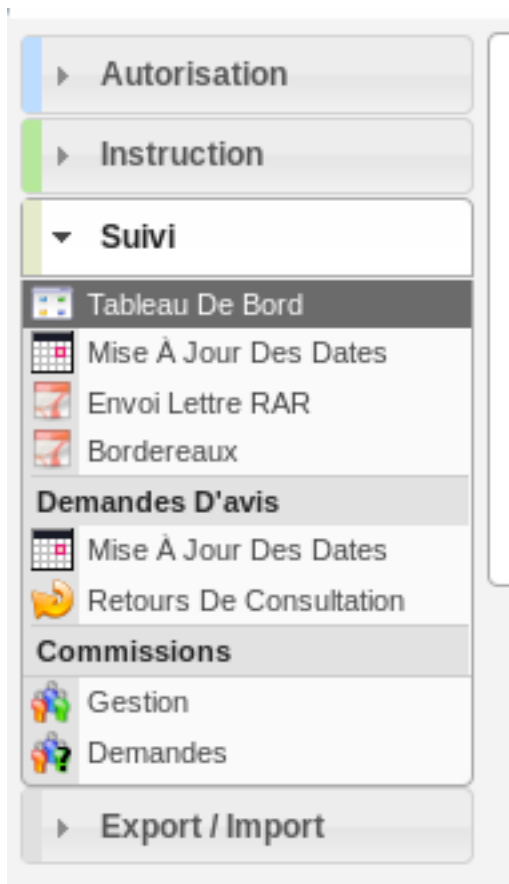 Autorisation
Instruction
Suivi
Tableau De Bord
Mise À Jour Des Dates
Envoi Lettre RAR
Bordereaux
Demandes D'avis
Mise À Jour Des Dates
Retours De Consultation
Commissions
Gestion
Demandes
Export / Import